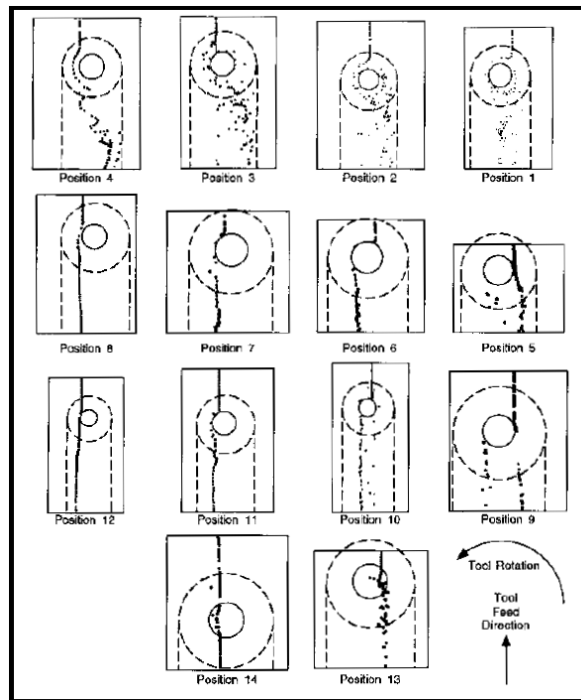 Position 4
Position 3
Position 2
Position 1
Position 8
Position 7
Position 6
Position 5
Position 12
Position 11
Position 10
Position 9
Tool Rotation
Tool
Feed
Direction
Position 14
Position 13